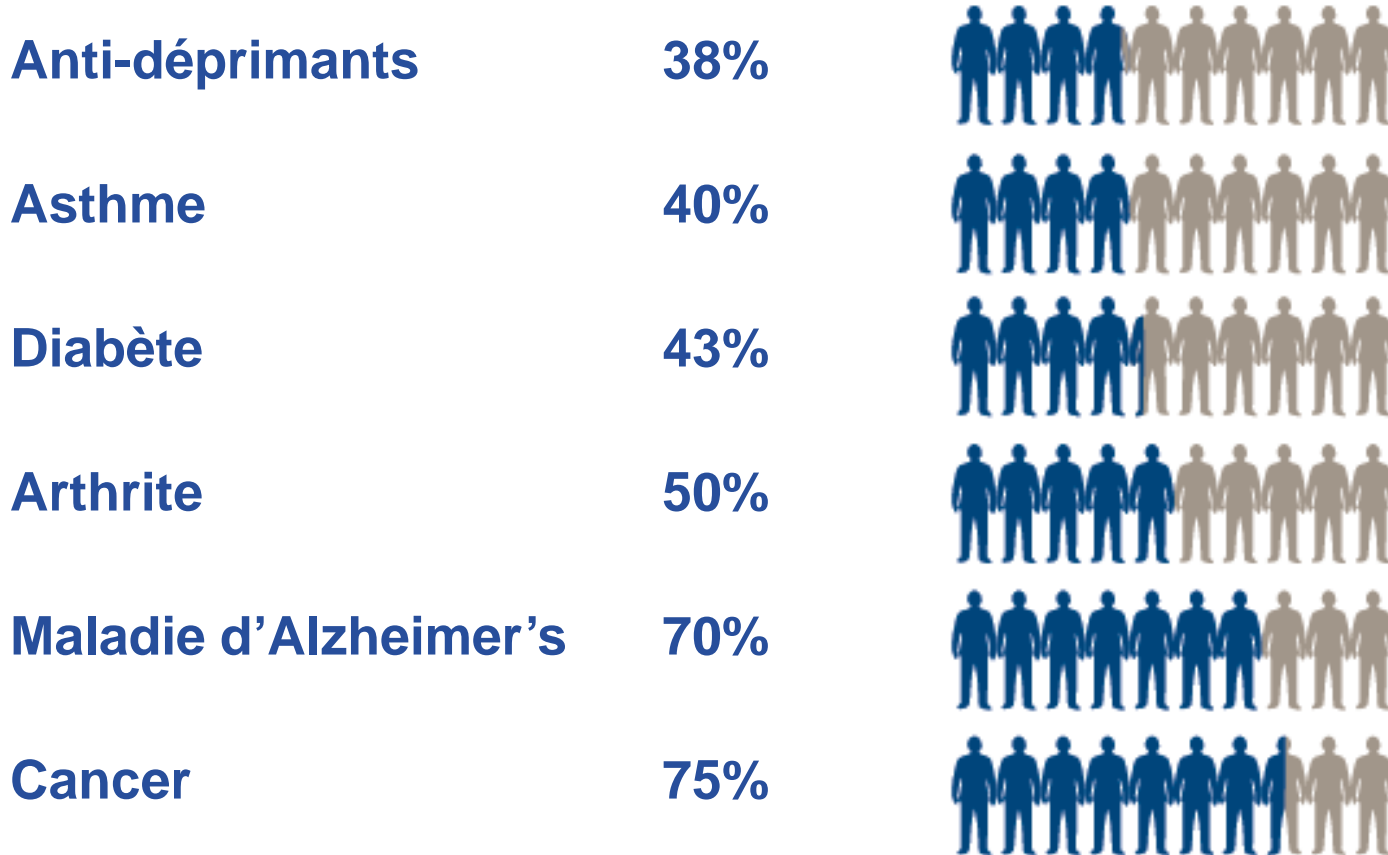 Anti-déprimants 38%
Asthme 40%
Diabète 43%
Arthrite 50%
Maladie d’Alzheimer’s 70%
Cancer 75%